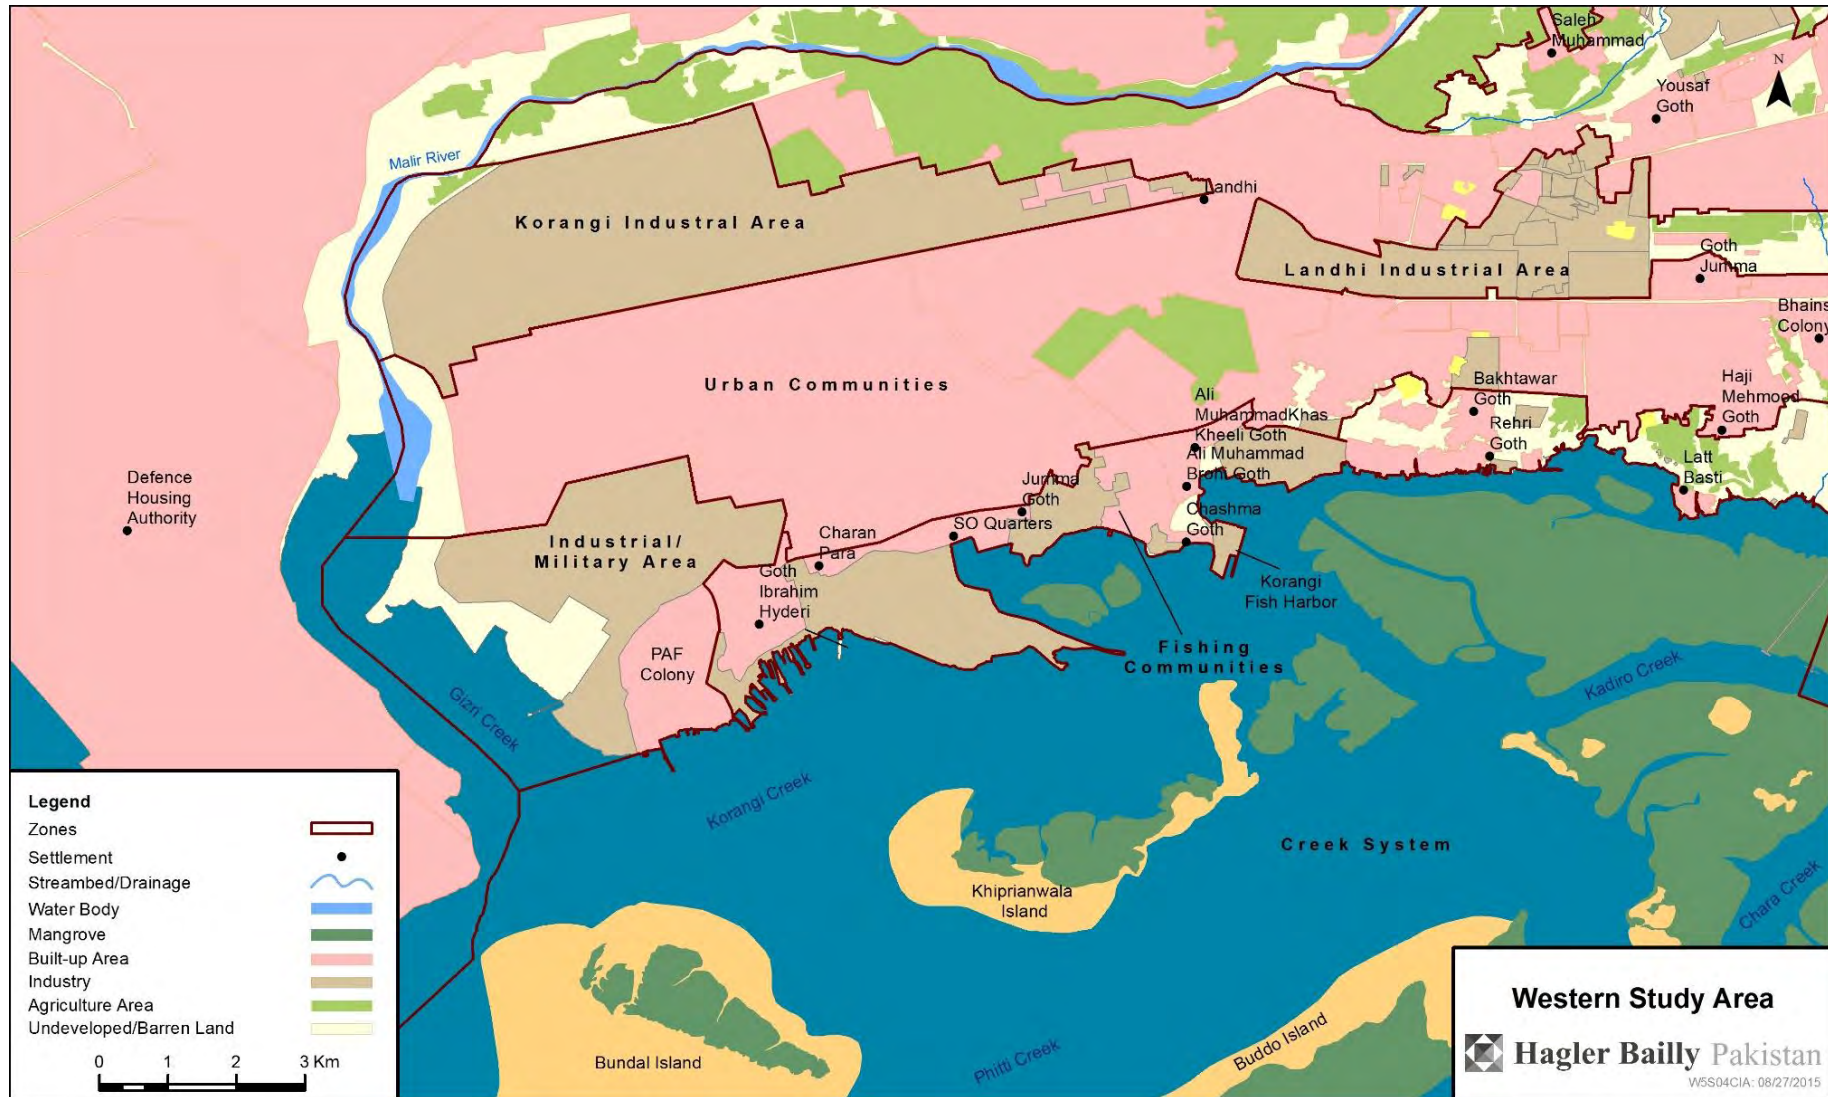 Saleh
Muhammad
N
Yousaf
Goth
Malir River
Landhi
Korangi Industral Area
Landhi Industrial Area
Goth
Jumma
Bhains
Colony
Urban Communities
Ali
MuhammadKhas
Kheeli Goth
Ali Muhammad
Brohi Goth
Bakhtawar
Goth
Rehri
Goth
Haji
Mehmood
Goth
Latt
Basti
Defence
Housing
Authority
Jumma
Goth
SO Quarters
Chashma
Goth
Charan
Para
Industrial/
Military Area
Goth
Ibrahim
Hyderi
Korangi
Fish Harbor
Fishing
Communities
PAF
Colony
Gizri Creek
Kadiro Creek
Korangi Creek
Creek System
Khiprianwala
Island
Chara Creek
Bundal Island
Phitti Creek
Buddo Island
Legend
Zones
Settlement
Streambed/Drainage
Water Body
Mangrove
Built-up Area
Industry
Agriculture Area
Undeveloped/Barren Land
0 1 2 3 Km
Western Study Area
Hagler Bailly Pakistan
W5S04CIA: 08/27/2015